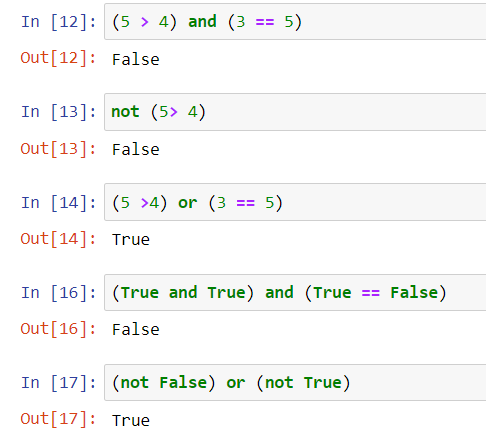 In [12]: (5 > 4) and (3 == 5)
Out[12]: False
In [13]: not (5> 4)
Out[13]: False
In [14]: (5 >4) or (3 == 5)
Out[14]: True
In [16]: (True and True) and (True == False)
Out[16]: False
In [17]: (not False) or (not True)
Out[17]: True